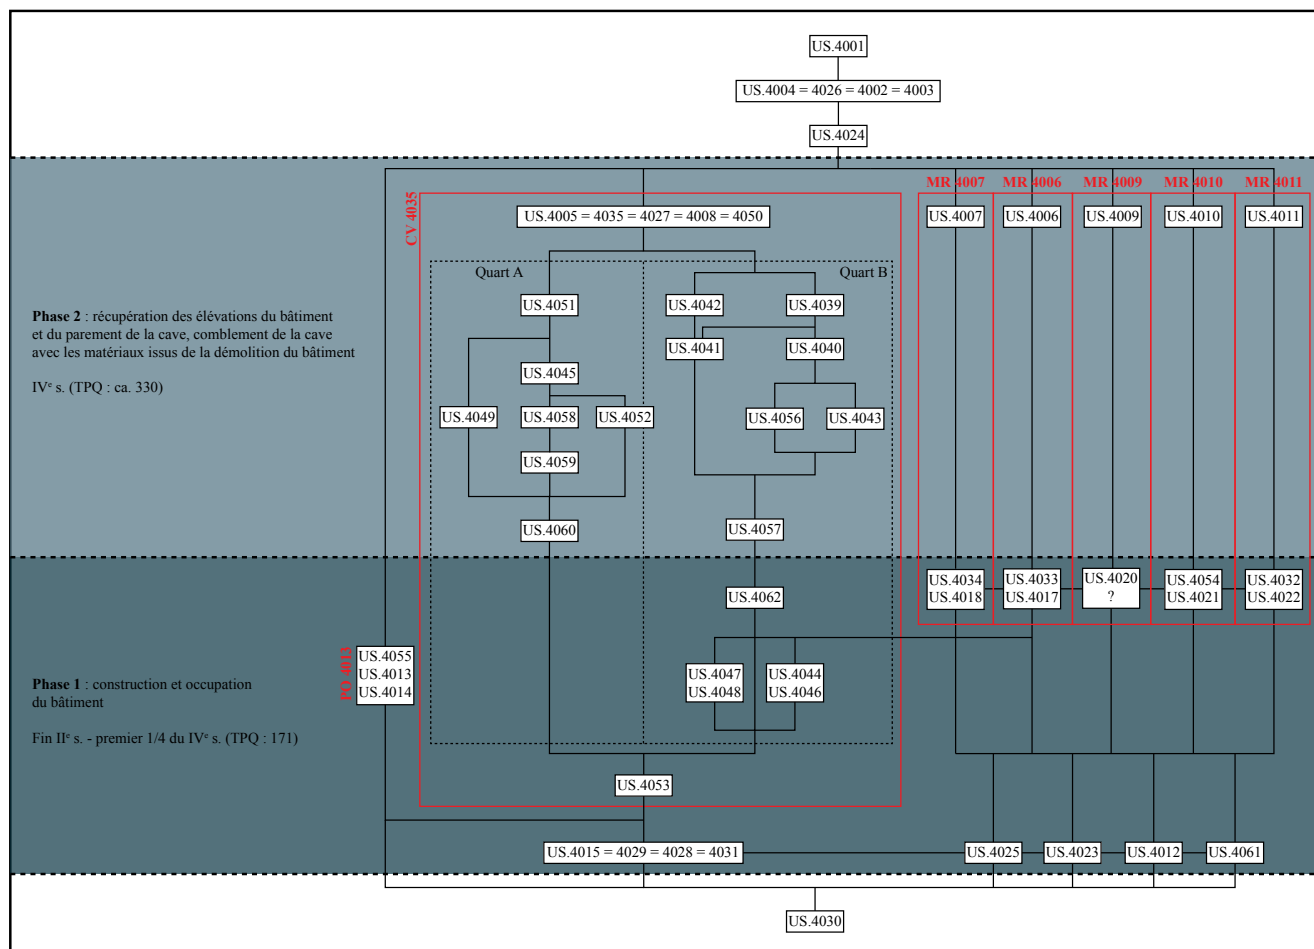 US.4001
US.4004 = 4026 = 4002 = 4003
US.4024
MR 4007
MR 4006
MR 4009
MR 4010
MR 4011
CV 4035
US.4005 = 4035 = 4027 = 4008 = 4050
US.4007
US.4006
US.4009
US.4010
US.4011
Quart A
Quart B
US.4051
US.4042
US.4039
Phase 2 : récupération des élévations du bâtiment
et du parement de la cave, comblement de la cave
avec les matériaux issus de la démolition du bâtiment
IVe s. (TPQ : ca. 330)
US.4041
US.4040
US.4045
US.4049
US.4058
US.4052
US.4056
US.4043
US.4059
US.4060
US.4057
US.4034
US.4018
US.4033
US.4017
US.4020
?
US.4054
US.4021
US.4032
US.4022
US.4062
PO 4013
US.4055
US.4013
US.4014
US.4047
US.4048
US.4044
US.4046
Phase 1 : construction et occupation
du bâtiment
Fin IIe s. - premier 1/4 du IVe s. (TPQ : 171)
US.4053
US.4015 = 4029 = 4028 = 4031
US.4025
US.4023
US.4012
US.4061
US.4030